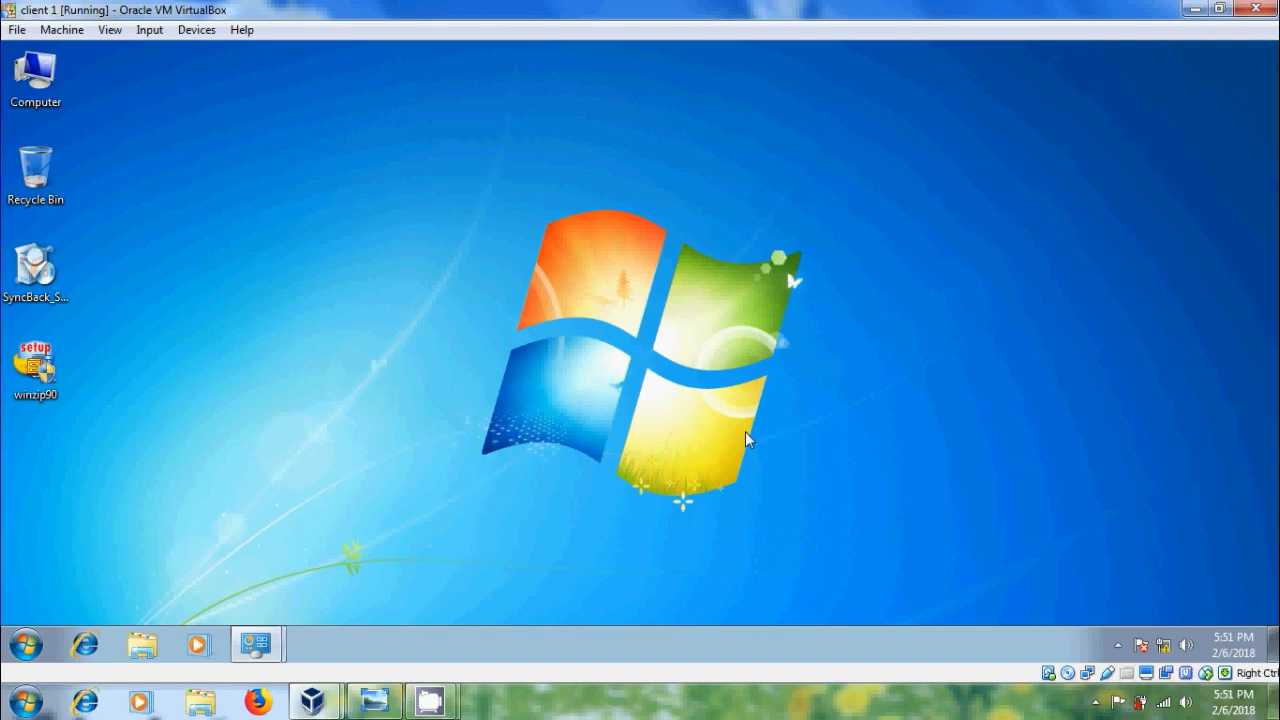 client 1 [Running] - Oracle VM VirtualBox
File Machine View Input Devices Help
Computer
Recycle Bin
SyncBack_S...
setup
winzip90
5:51 PM
2/6/2018
Right Ctrl
5:51 PM
2/6/2018